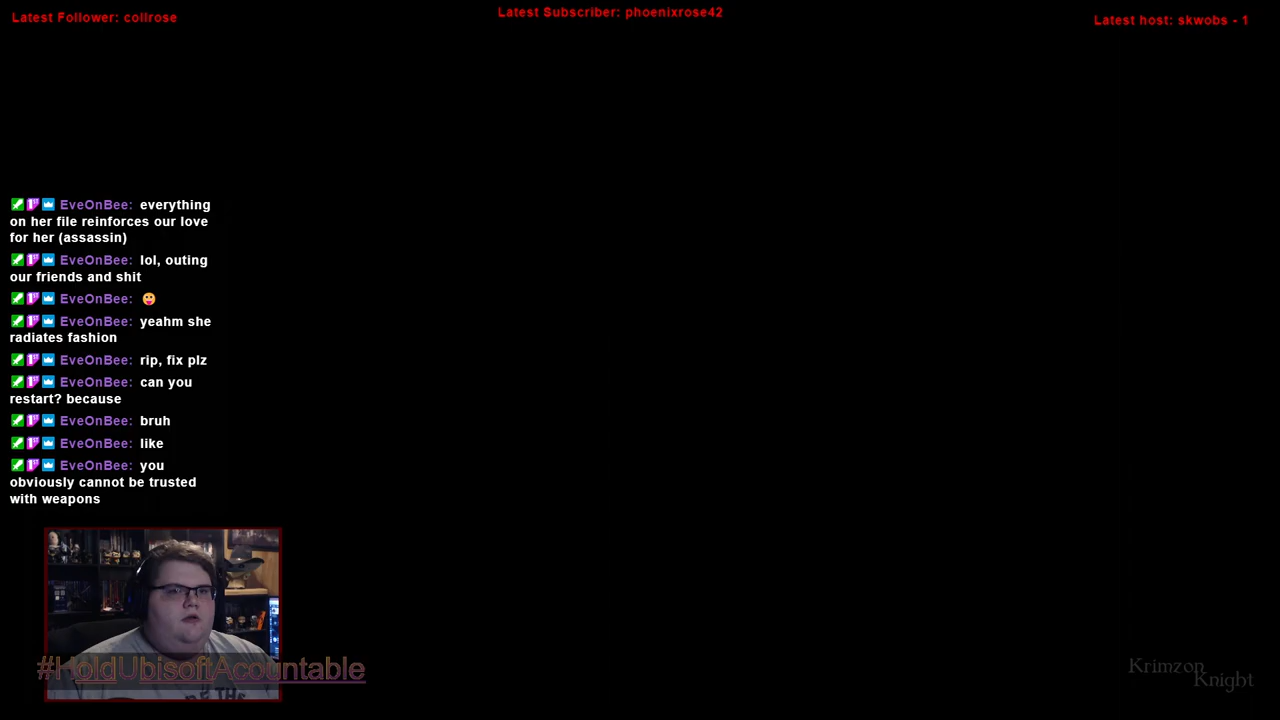 Latest Follower: collrose
Latest Subscriber: phoenixrose42
Latest host: skwobs - 1
EveOnBee: everything
on her file reinforces our love
for her (assassin)
EveOnBee: lol, outing
our friends and shit
EveOnBee:
EveOnBee: yeahm she
radiates fashion
EveOnBee: rip, fix plz
EveOnBee: can you
restart? because
EveOnBee: bruh
EveOnBee: like
EveOnBee: you
obviously cannot be trusted
with weapons
#HoldUbisoftAcountable
THE
Krimzon
Knight